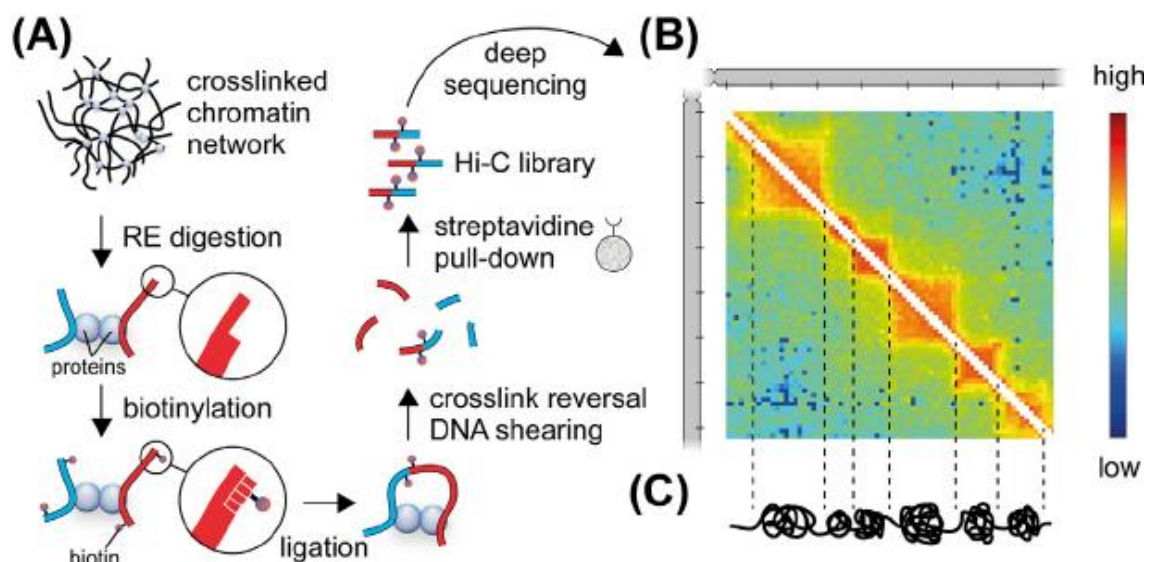 (A)
crosslinked
chromatin
network
RE digestion
proteins
biotinylation
biotin
ligation
crosslink reversal
DNA shearing
streptavidine
pull-down
Hi-C library
deep
sequencing
(B)
high
low
(C)